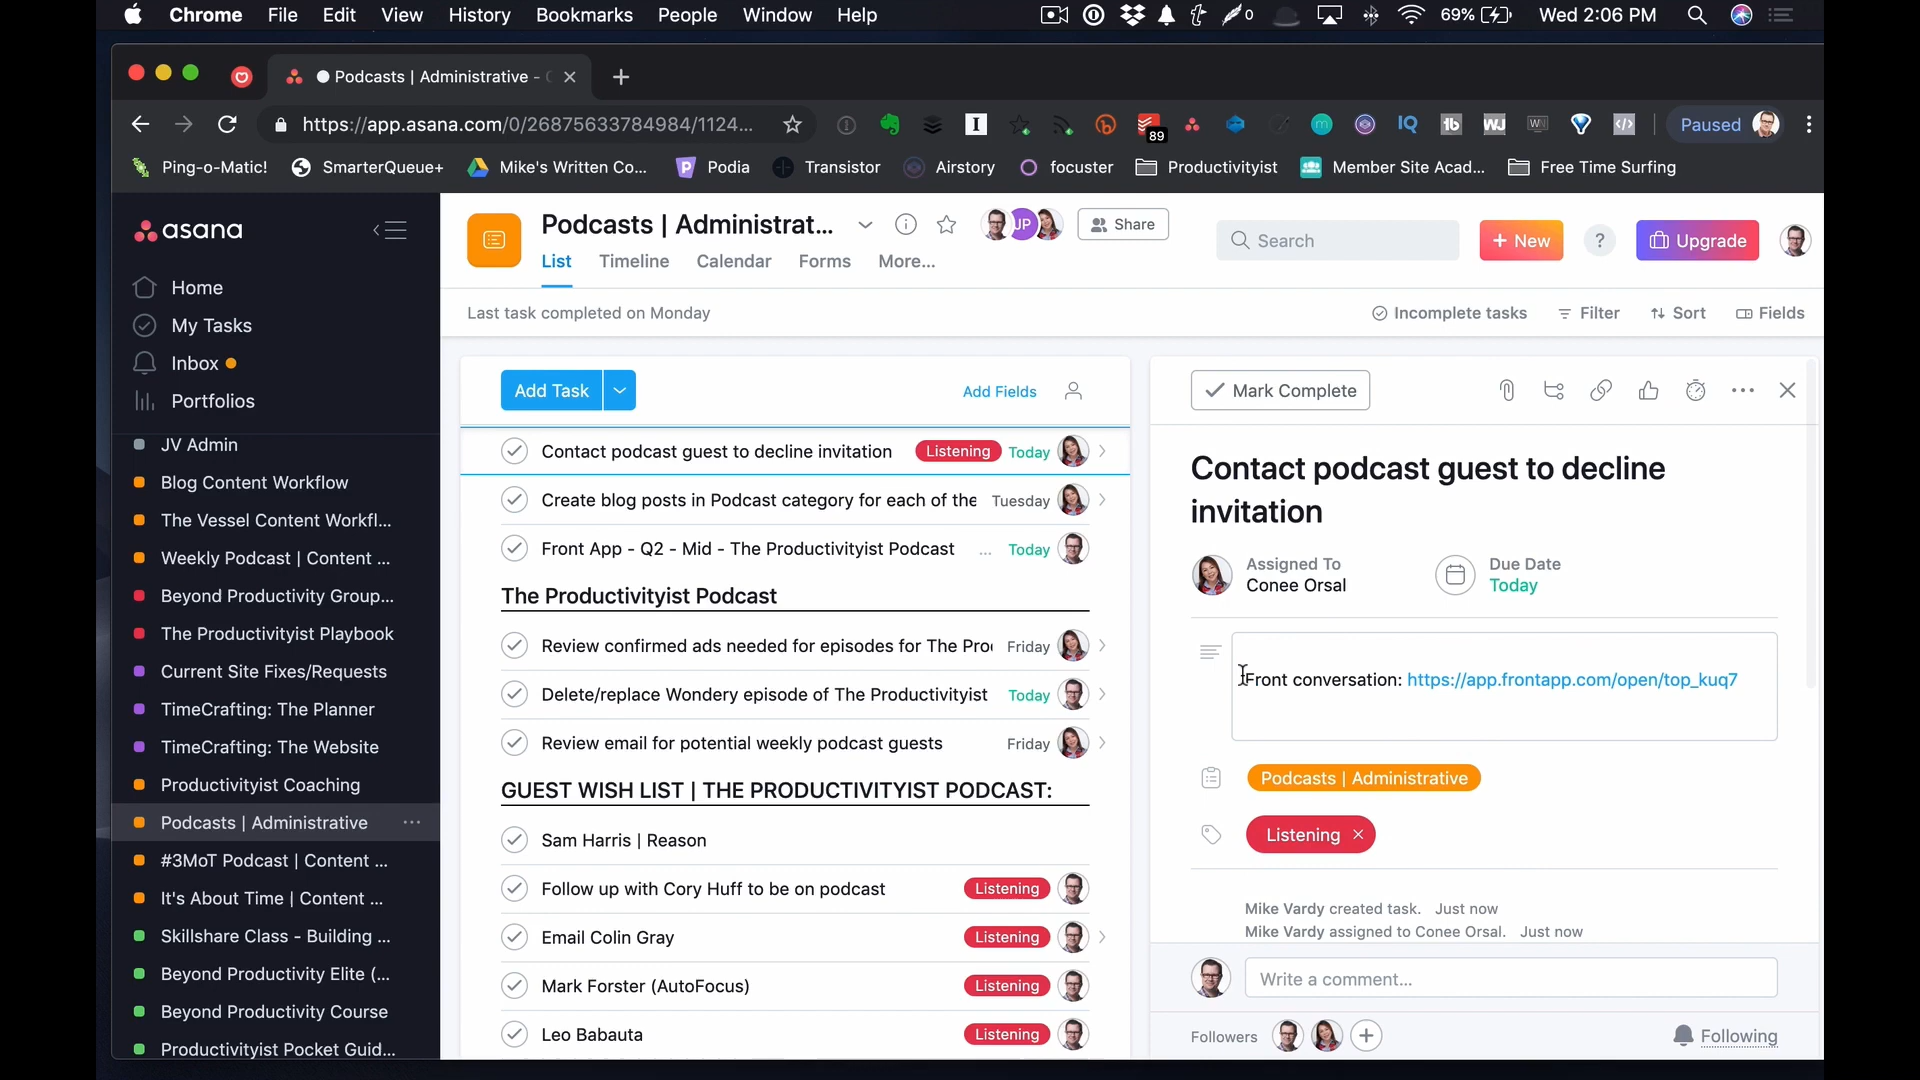 Chrome File Edit View History Bookmarks People Window Help 0 69% Wed 2:06 PM
Podcasts | Administrative -
https://app.asana.com/0/26875633784984/1124... 89 IQ tb WJ Paused
Ping-o-Matic! SmarterQueue+ Mike's Written Co... Podia Transistor Airstory focuster Productivityist Member Site Acad... Free Time Surfing
asana
Home
My Tasks
Inbox
Portfolios
JV Admin
Blog Content Workflow
The Vessel Content Workfl...
Weekly Podcast | Content ...
Beyond Productivity Group...
The Productivityist Playbook
Current Site Fixes/Requests
TimeCrafting: The Planner
TimeCrafting: The Website
Productivityist Coaching
Podcasts | Administrative ...
#3MoT Podcast | Content ...
It's About Time | Content ...
Skillshare Class - Building ...
Beyond Productivity Elite (...
Beyond Productivity Course
Productivityist Pocket Guid...
Podcasts | Administrat... JP Share
List Timeline Calendar Forms More...
Search + New ? Upgrade
Last task completed on Monday
Incomplete tasks Filter Sort Fields
Add Task Add Fields
Contact podcast guest to decline invitation Listening Today
Create blog posts in Podcast category for each of the Tuesday
Front App - Q2 - Mid - The Productivityist Podcast ... Today
The Productivityist Podcast
Review confirmed ads needed for episodes for The Pro Friday
Delete/replace Wondery episode of The Productivityist Today
Review email for potential weekly podcast guests Friday
GUEST WISH LIST | THE PRODUCTIVITYIST PODCAST:
Sam Harris | Reason
Follow up with Cory Huff to be on podcast Listening
Email Colin Gray Listening
Mark Forster (AutoFocus) Listening
Leo Babauta Listening
Mark Complete
Contact podcast guest to decline
invitation
Assigned To
Conee Orsal
Due Date
Today
Front conversation: https://app.frontapp.com/open/top_kuq7
Podcasts | Administrative
Listening ×
Mike Vardy created task. Just now
Mike Vardy assigned to Conee Orsal. Just now
Write a comment...
Followers Following